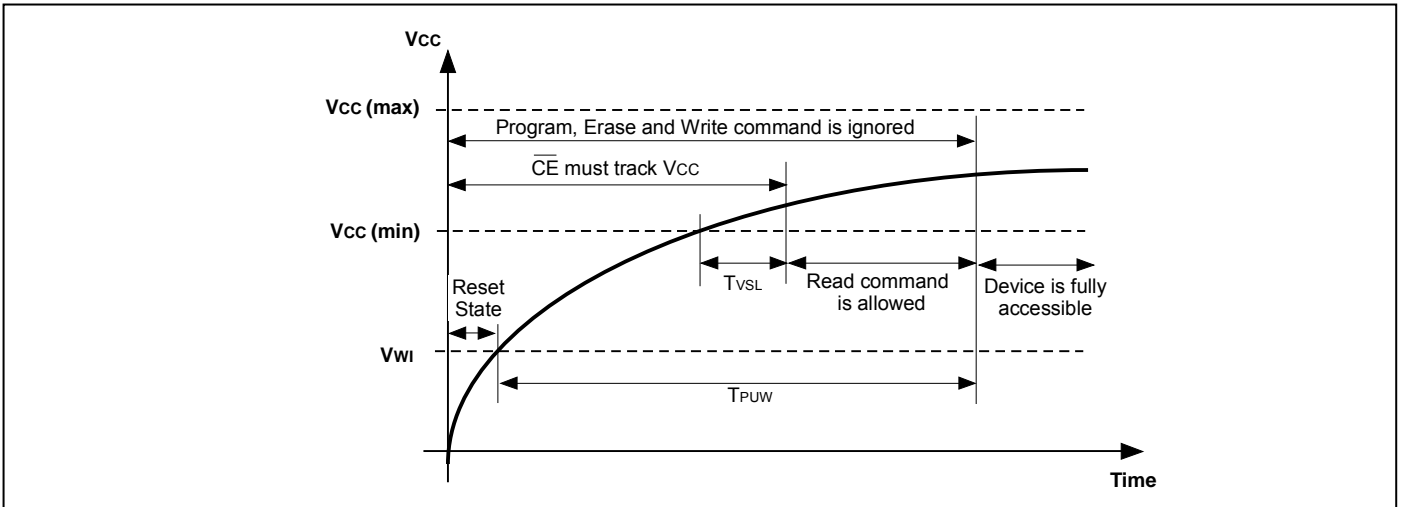 Vcc
Vcc (max)
Program, Erase and Write command is ignored
CE must track Vcc
Vcc (min)
TVSL
Read command
is allowed
Device is fully
accessible
Reset
State
VWI
TPUW
Time